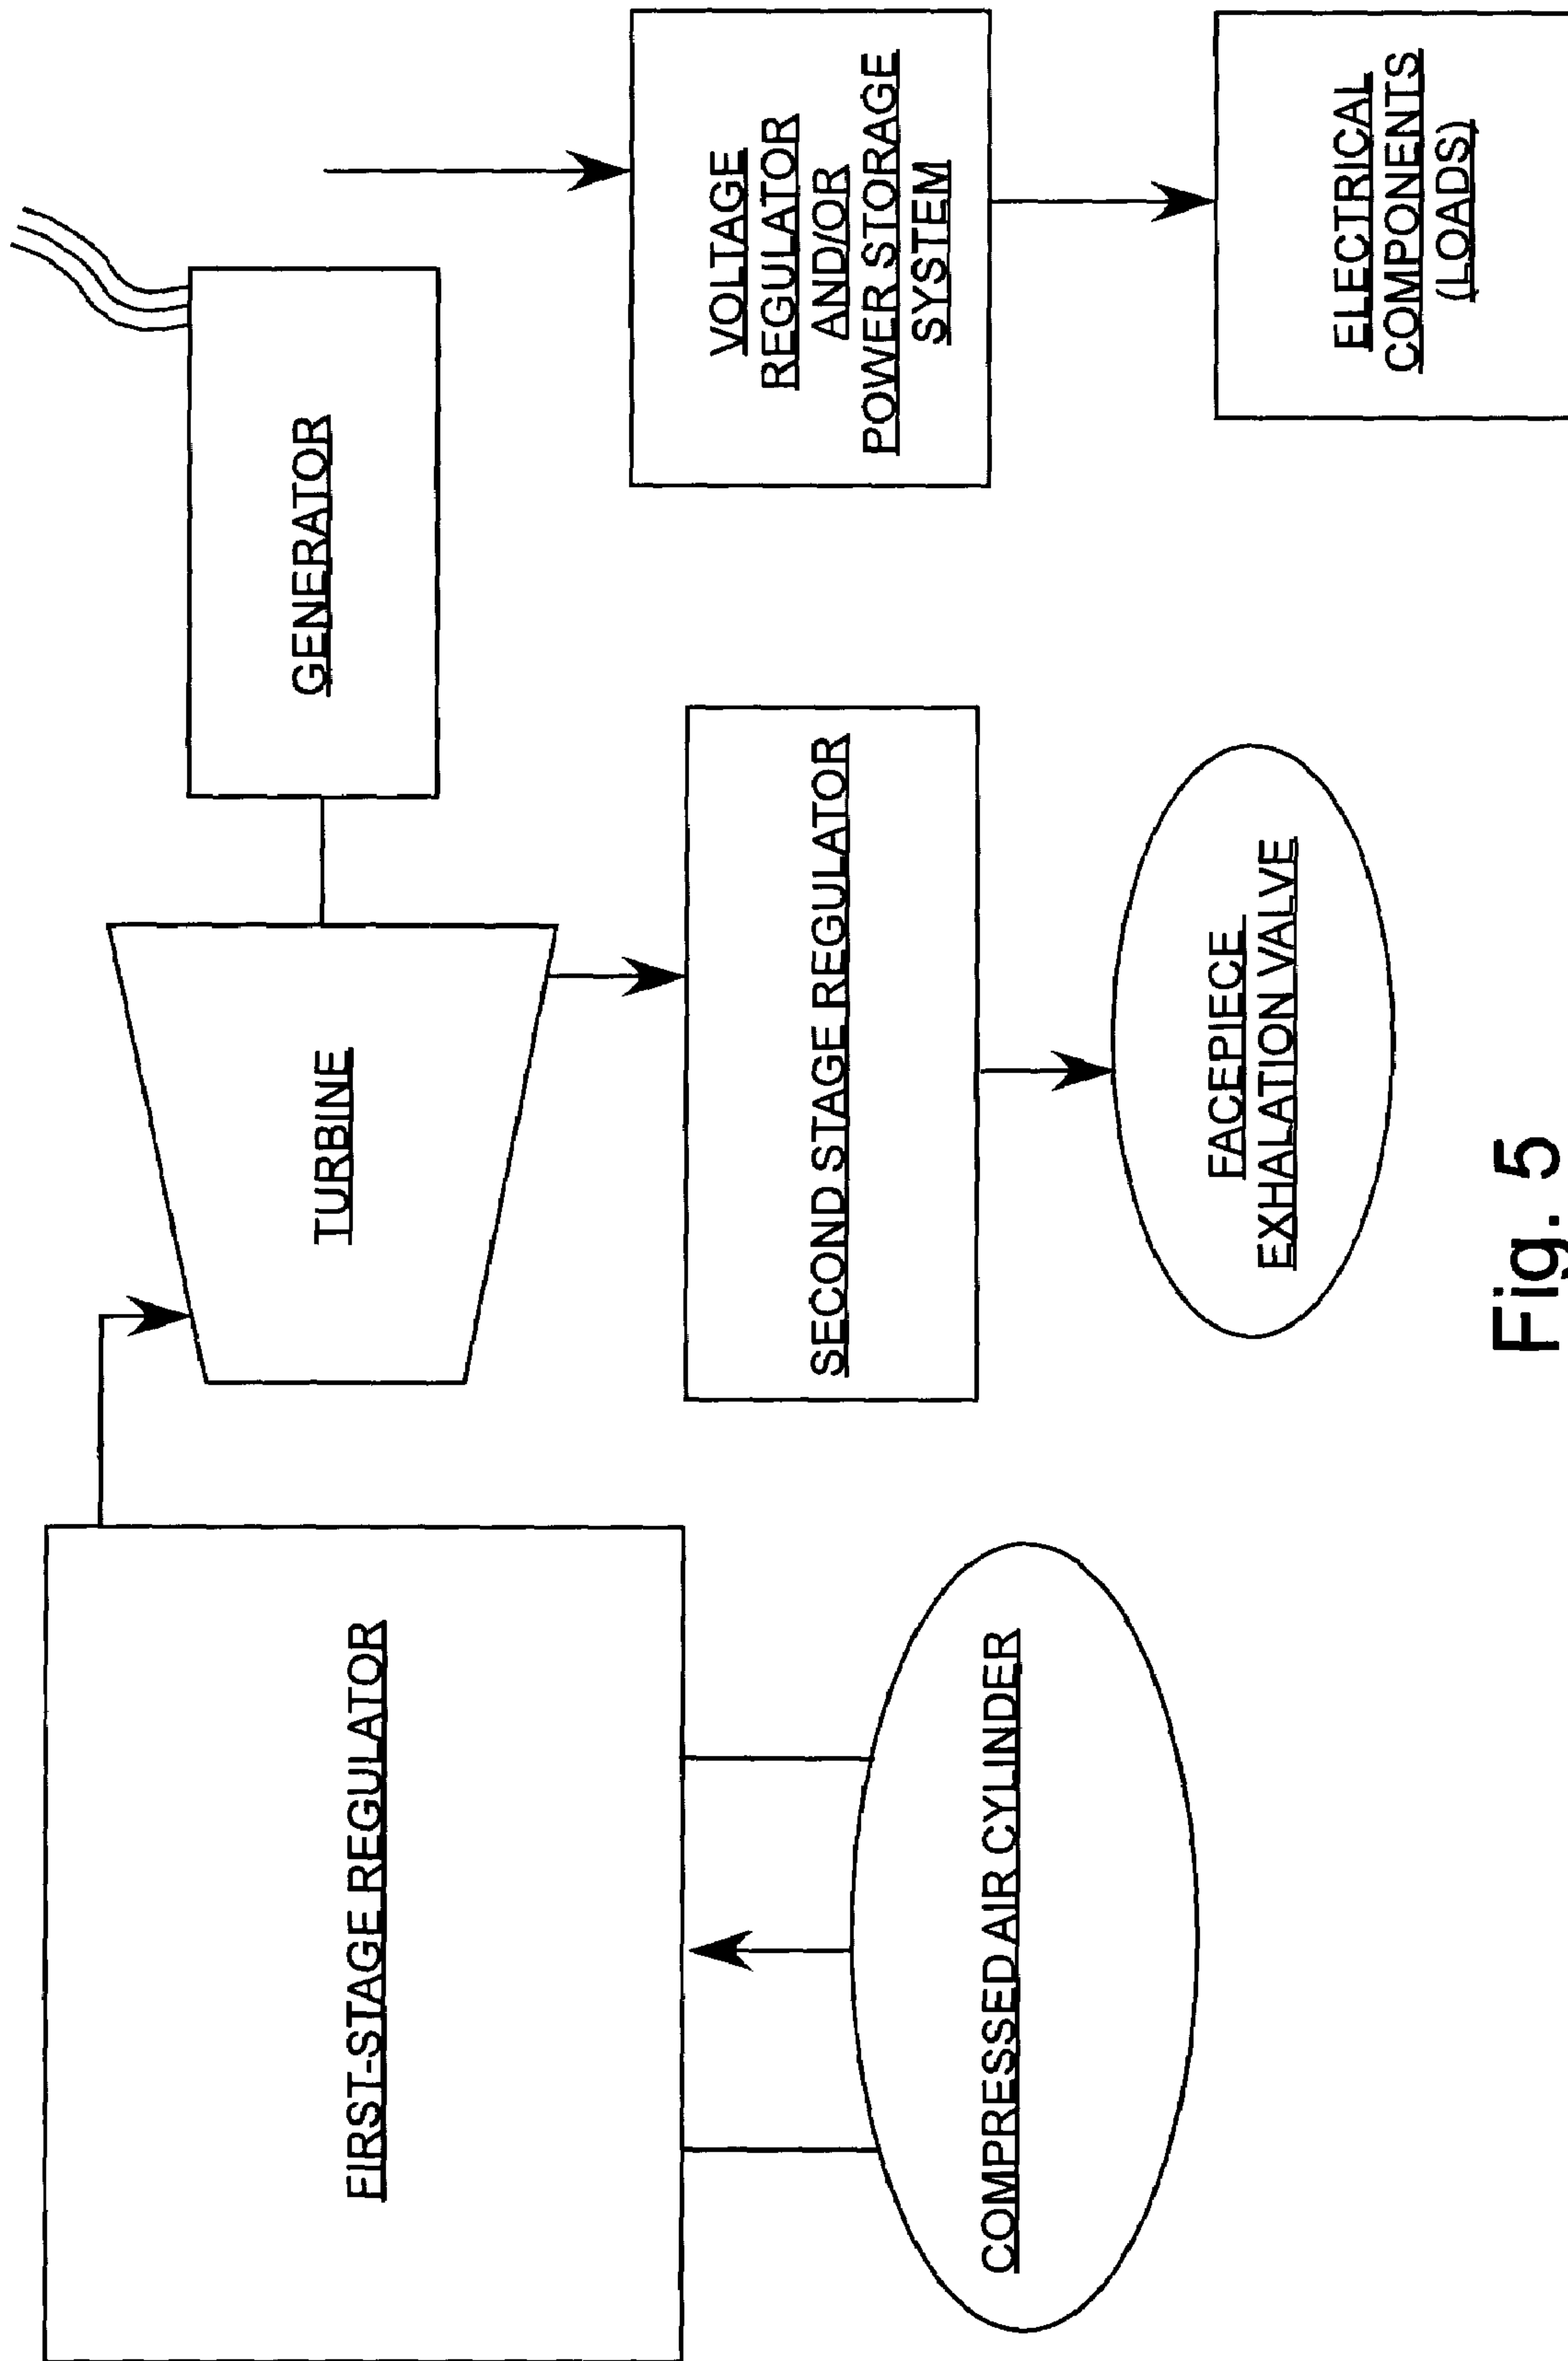 FIRST-STAGE REGULATOR
COMPRESSED AIR CYLINDER
TURBINE
SECOND STAGE REGULATOR
FACEPIECE
EXHALATION VALVE
GENERATOR
VOLTAGE
REGULATOR
AND/OR
POWER STORAGE
SYSTEM
ELECTRICAL
COMPONENTS
(LOADS)
Fig. 5